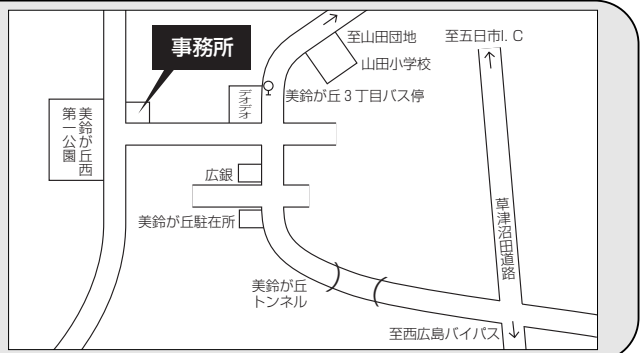 事務所
至山田団地
至五日市I.C
山田小学校
デオデオ
美鈴が丘3丁目バス停
美鈴が丘西
第一公園
広銀
美鈴が丘駐在所
草津沼田道路
美鈴が丘
トンネル
至西広島バイパス